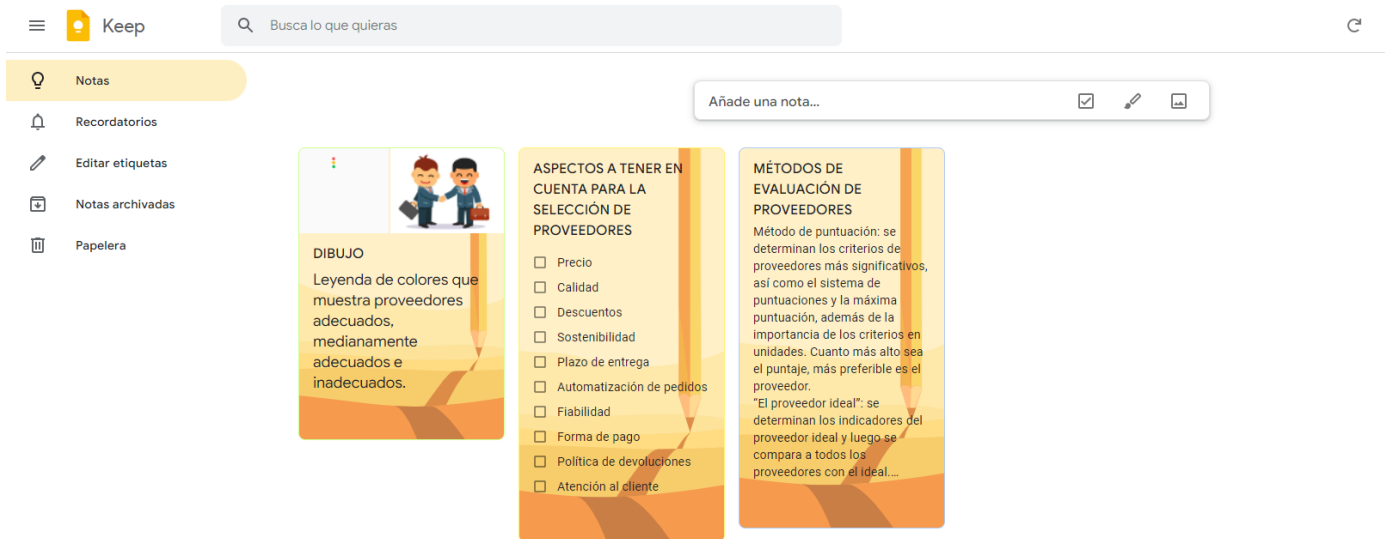 Keep
Busca lo que quieras
Notas
Recordatorios
Editar etiquetas
Notas archivadas
Papelera
Añade una nota...
DIBUJO
Leyenda de colores que
muestra proveedores
adecuados,
medianamente
adecuados e
inadecuados.
ASPECTOS A TENER EN
CUENTA PARA LA
SELECCIÓN DE
PROVEEDORES
Precio
Calidad
Descuentos
Sostenibilidad
Plazo de entrega
Automatización de pedidos
Fiabilidad
Forma de pago
Política de devoluciones
Atención al cliente
MÉTODOS DE
EVALUACIÓN DE
PROVEEDORES
Método de puntuación: se
determinan los criterios de
proveedores más significativos,
así como el sistema de
puntuaciones y la máxima
puntuación, además de la
importancia de los criterios en
unidades. Cuanto más alto sea
el puntaje, más preferible es el
proveedor.
“El proveedor ideal”: se
determinan los indicadores del
proveedor ideal y luego se
compara a todos los
proveedores con el ideal....